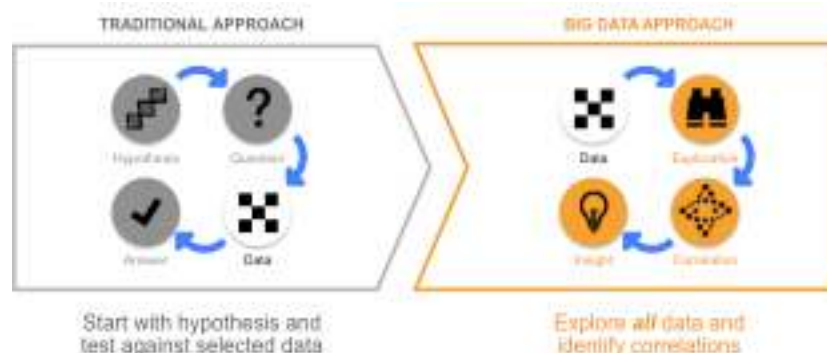 TRADITIONAL APPROACH
BIG DATA APPROACH
Hypothesis
Question
Data
Exploration
Answer
Data
Insight
Correlation
Start with hypothesis and
test against selected data
Explore all data and
identify correlations